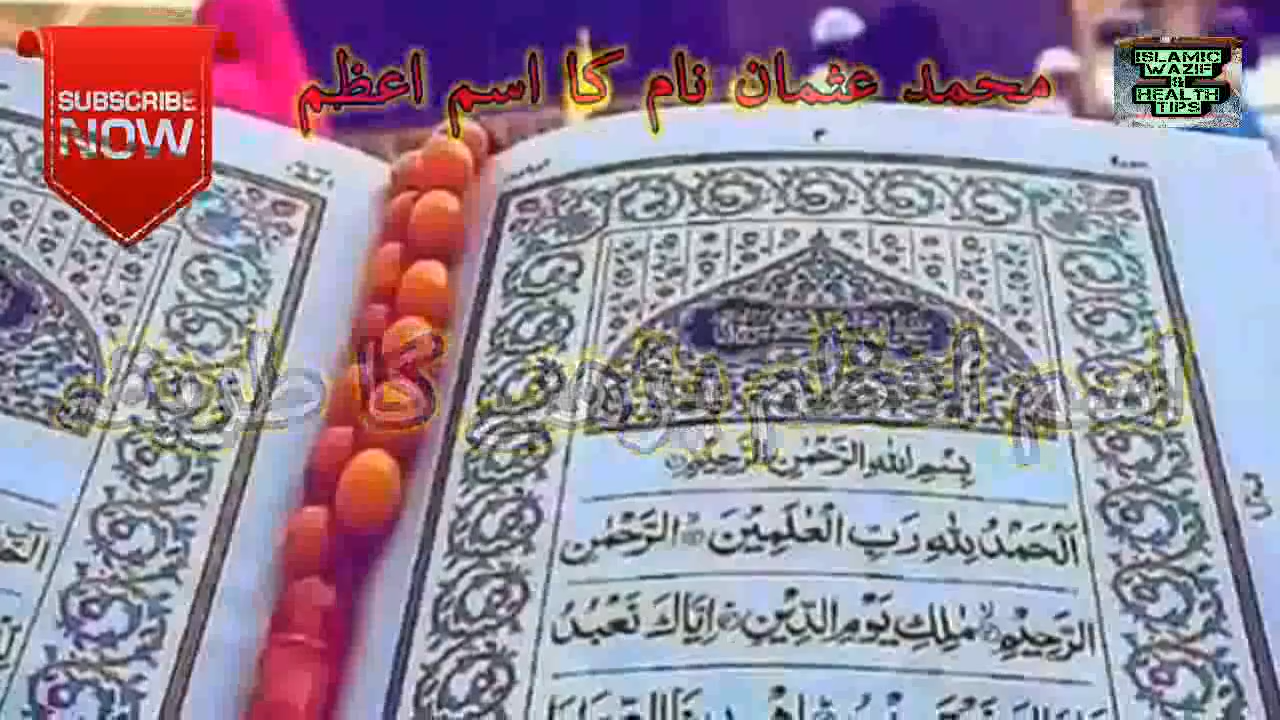 محمد عثمان نام کا اسم اعظم
SUBSCRIBE
NOW
ISLAMIC
WAZIF
HEALTH
TIPS
اسم اعظم پڑھنے کا طریقہ
بِسْمِ اللهِ الرَّحْمٰنِ الرَّحِيْمِ
اَلْحَمْدُ لِلّٰهِ رَبِّ الْعٰلَمِيْنَ الرَّحْمٰنِ
الرَّحِيْمِ مٰلِكِ يَوْمِ الدِّيْنِ اِيَّاكَ نَعْبُدُ